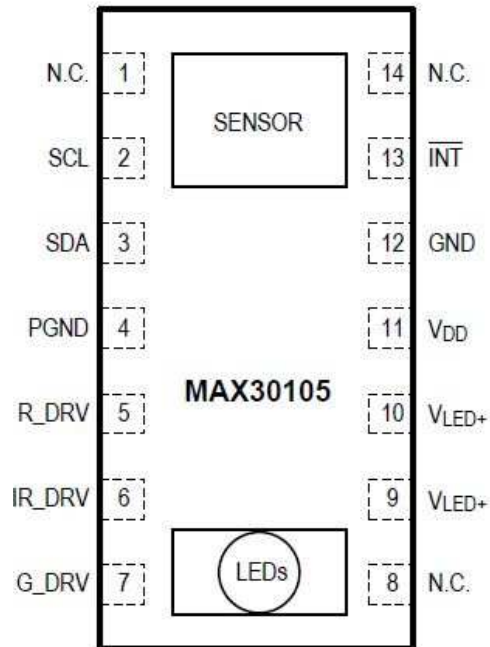 N.C. 1 14 N.C.
SENSOR
SCL 2 13 INT
SDA 3 12 GND
PGND 4 11 VDD
MAX30105
R_DRV 5 10 VLED+
IR_DRV 6 9 VLED+
LEDs
G_DRV 7 8 N.C.